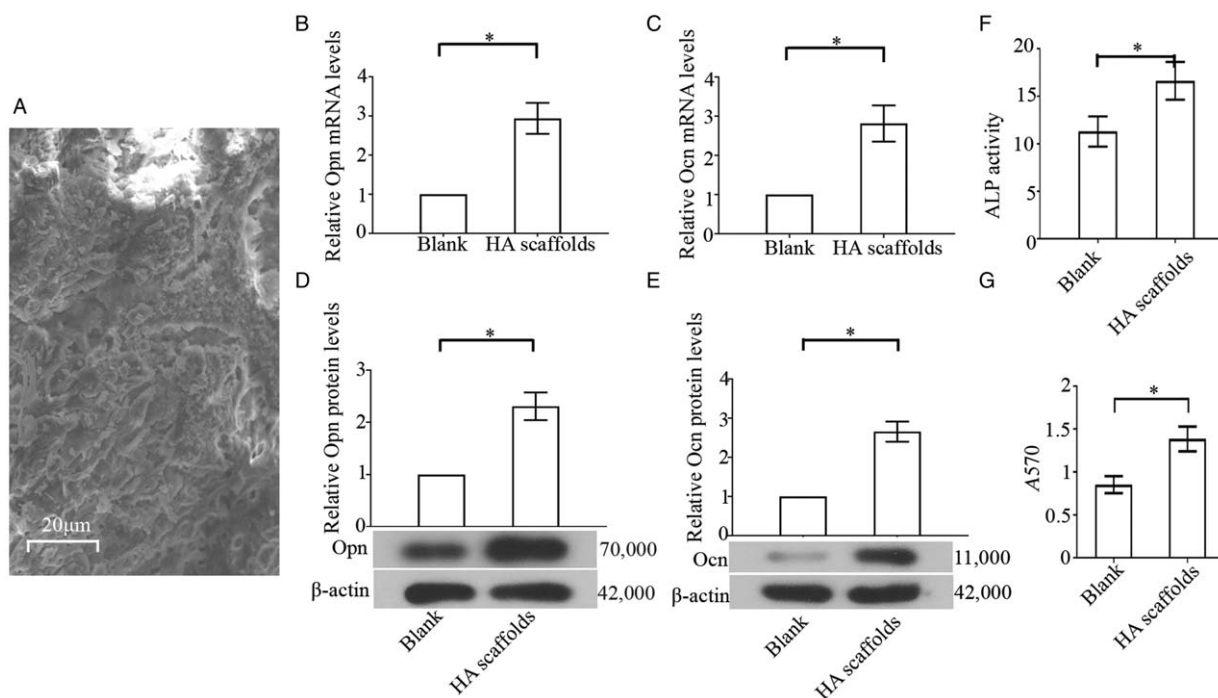 A
20μm
B
Relative Opn mRNA levels
*
4
3
2
1
0
Blank
HA scaffolds
C
Relative Ocn mRNA levels
*
4
3
2
1
0
Blank
HA scaffolds
D
Relative Opn protein levels
*
3
2
1
0
Opn
70,000
β-actin
42,000
Blank
HA scaffolds
E
Relative Ocn protein levels
*
4
3
2
1
0
Ocn
11,000
β-actin
42,000
Blank
HA scaffolds
F
ALP activity
*
20
15
10
5
0
Blank
HA scaffolds
G
A570
*
2
1.5
1
0.5
0
Blank
HA scaffolds